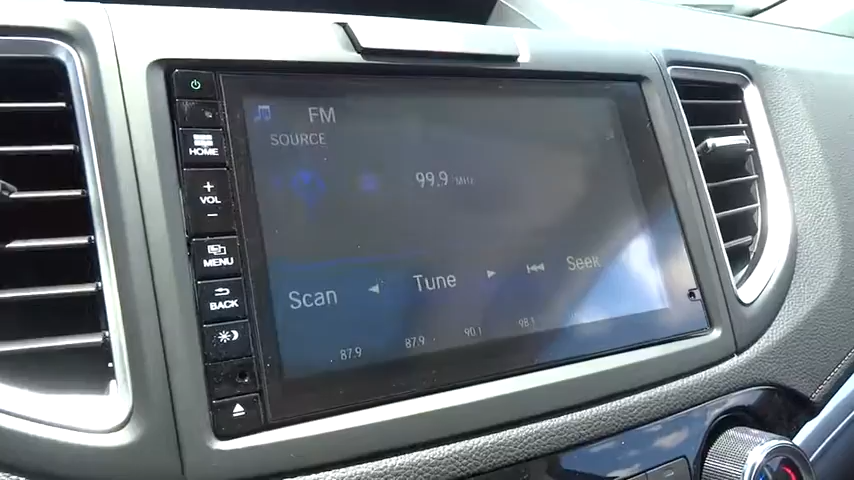 FM
SOURCE
HOME
99.9 MHz
+
VOL
−
MENU
Scan Tune Seek
BACK
87.9 87.9 90.1 98.1